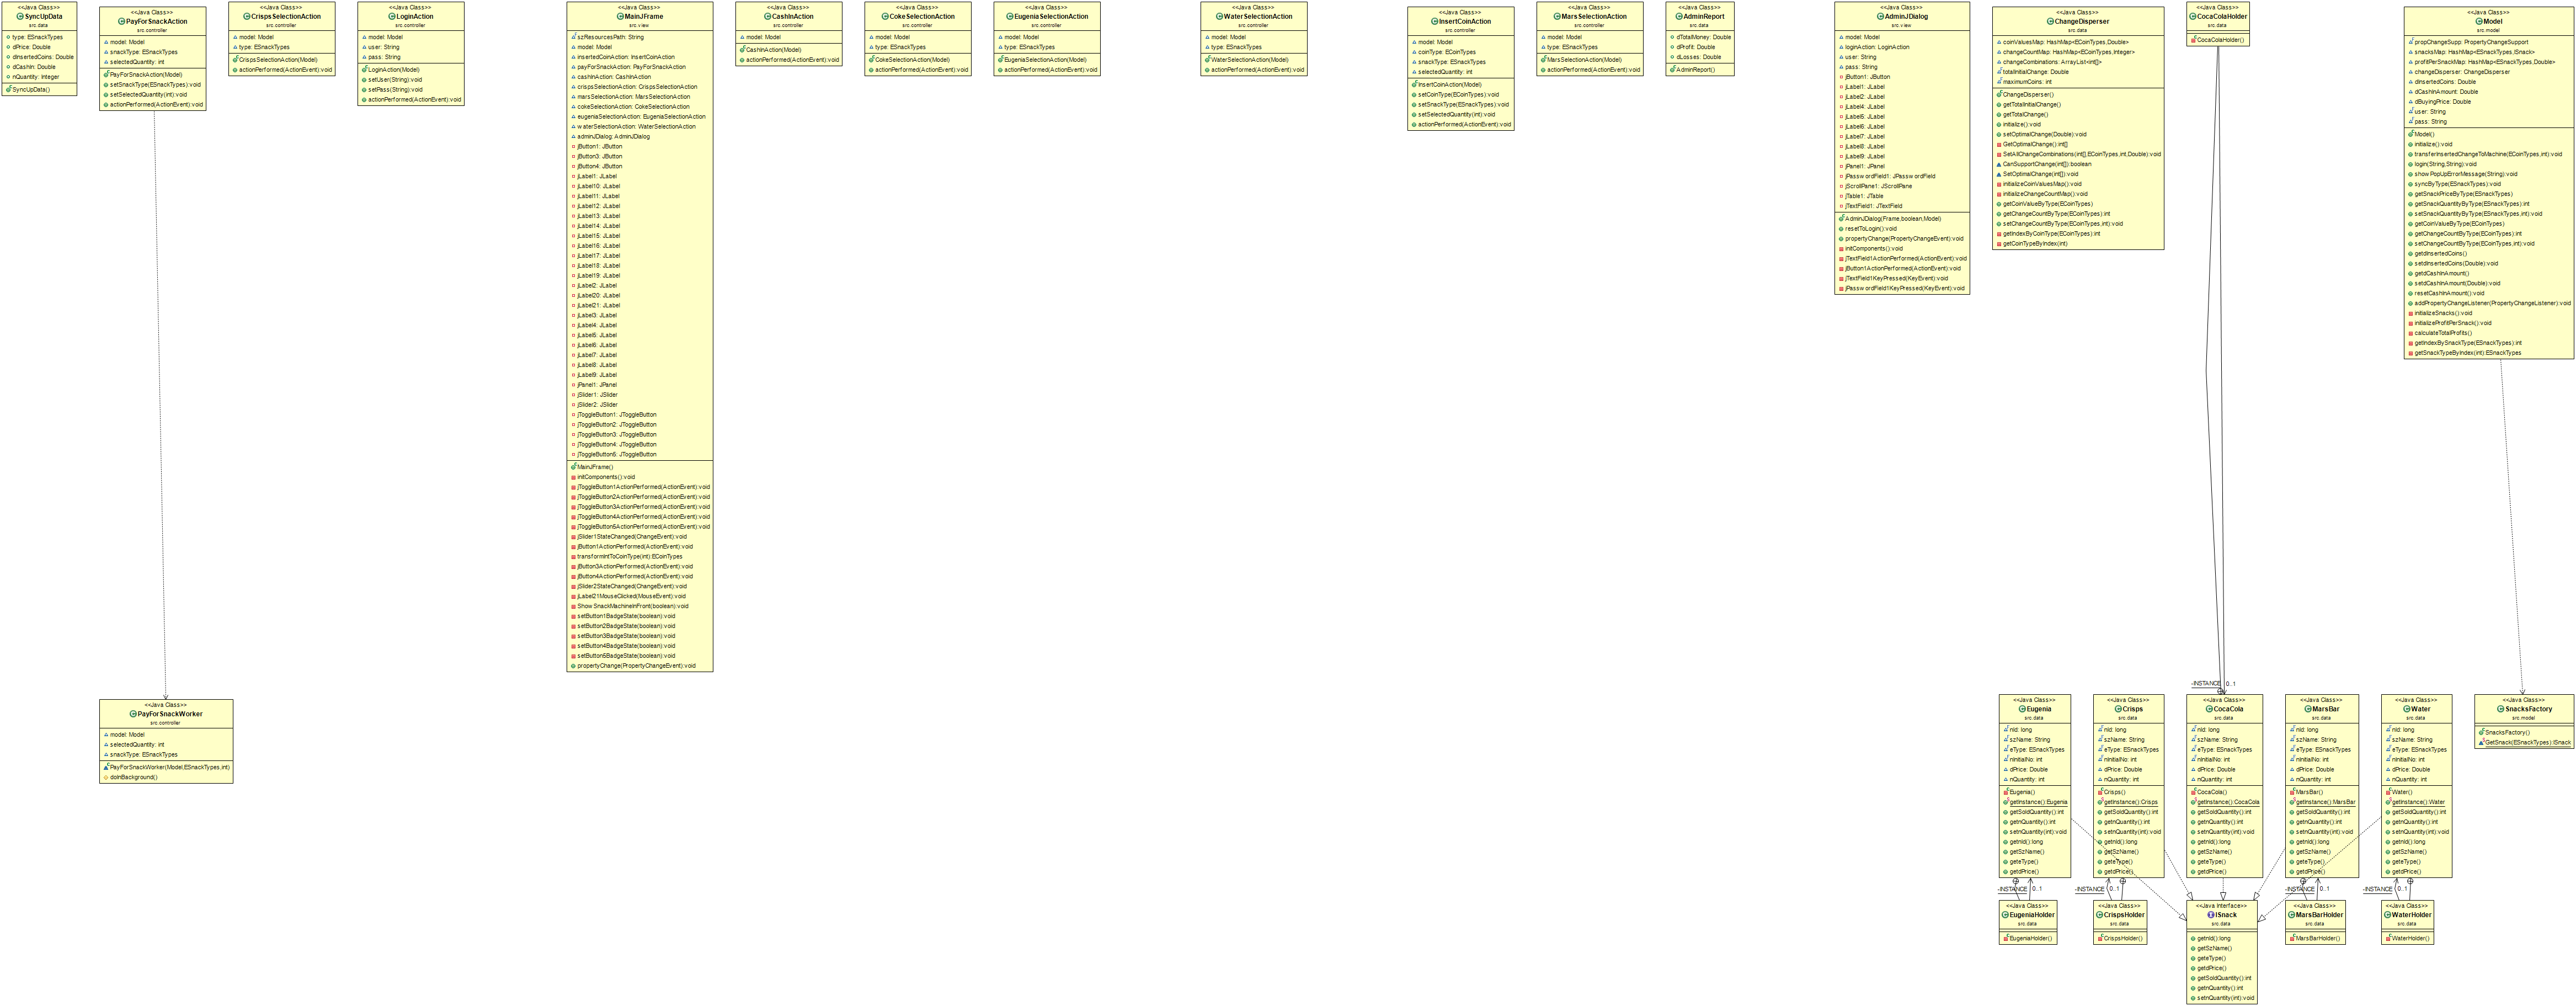 <<Java Class>>
SyncUpData
src.data
type: ESnackTypes
dPrice: Double
dInsertedCoins: Double
dCashIn: Double
nQuantity: Integer
SyncUpData()
<<Java Class>>
PayForSnackAction
src.controller
model: Model
snackType: ESnackTypes
selectedQuantity: int
PayForSnackAction(Model)
setSnackType(ESnackTypes):void
setSelectedQuantity(int):void
actionPerformed(ActionEvent):void
<<Java Class>>
CrispsSelectionAction
src.controller
model: Model
type: ESnackTypes
CrispsSelectionAction(Model)
actionPerformed(ActionEvent):void
<<Java Class>>
LoginAction
src.controller
model: Model
user: String
pass: String
LoginAction(Model)
setUser(String):void
setPass(String):void
actionPerformed(ActionEvent):void
<<Java Class>>
MainJFrame
src.view
szResourcesPath: String
model: Model
insertedCoinAction: InsertCoinAction
payForSnackAction: PayForSnackAction
cashInAction: CashInAction
crispsSelectionAction: CrispsSelectionAction
marsSelectionAction: MarsSelectionAction
cokeSelectionAction: CokeSelectionAction
eugeniaSelectionAction: EugeniaSelectionAction
waterSelectionAction: WaterSelectionAction
adminJDialog: AdminJDialog
jButton1: JButton
jButton3: JButton
jButton4: JButton
jLabel1: JLabel
jLabel10: JLabel
jLabel11: JLabel
jLabel12: JLabel
jLabel13: JLabel
jLabel14: JLabel
jLabel15: JLabel
jLabel16: JLabel
jLabel17: JLabel
jLabel18: JLabel
jLabel19: JLabel
jLabel2: JLabel
jLabel20: JLabel
jLabel21: JLabel
jLabel3: JLabel
jLabel4: JLabel
jLabel5: JLabel
jLabel6: JLabel
jLabel7: JLabel
jLabel8: JLabel
jLabel9: JLabel
jPanel1: JPanel
jSlider1: JSlider
jSlider2: JSlider
jToggleButton1: JToggleButton
jToggleButton2: JToggleButton
jToggleButton3: JToggleButton
jToggleButton4: JToggleButton
jToggleButton5: JToggleButton
MainJFrame()
initComponents():void
jToggleButton1ActionPerformed(ActionEvent):void
jToggleButton2ActionPerformed(ActionEvent):void
jToggleButton3ActionPerformed(ActionEvent):void
jToggleButton4ActionPerformed(ActionEvent):void
jToggleButton5ActionPerformed(ActionEvent):void
jSlider1StateChanged(ChangeEvent):void
jButton1ActionPerformed(ActionEvent):void
transformIntToCoinType(int):ECoinTypes
jButton3ActionPerformed(ActionEvent):void
jButton4ActionPerformed(ActionEvent):void
jSlider2StateChanged(ChangeEvent):void
jLabel21MouseClicked(MouseEvent):void
ShowSnackMachineInFront(boolean):void
setButton1BadgeState(boolean):void
setButton2BadgeState(boolean):void
setButton3BadgeState(boolean):void
setButton4BadgeState(boolean):void
setButton5BadgeState(boolean):void
propertyChange(PropertyChangeEvent):void
<<Java Class>>
CashInAction
src.controller
model: Model
CashInAction(Model)
actionPerformed(ActionEvent):void
<<Java Class>>
CokeSelectionAction
src.controller
model: Model
type: ESnackTypes
CokeSelectionAction(Model)
actionPerformed(ActionEvent):void
<<Java Class>>
EugeniaSelectionAction
src.controller
model: Model
type: ESnackTypes
EugeniaSelectionAction(Model)
actionPerformed(ActionEvent):void
<<Java Class>>
WaterSelectionAction
src.controller
model: Model
type: ESnackTypes
WaterSelectionAction(Model)
actionPerformed(ActionEvent):void
<<Java Class>>
InsertCoinAction
src.controller
model: Model
coinType: ECoinTypes
snackType: ESnackTypes
selectedQuantity: int
InsertCoinAction(Model)
setCoinType(ECoinTypes):void
setSnackType(ESnackTypes):void
setSelectedQuantity(int):void
actionPerformed(ActionEvent):void
<<Java Class>>
MarsSelectionAction
src.controller
model: Model
type: ESnackTypes
MarsSelectionAction(Model)
actionPerformed(ActionEvent):void
<<Java Class>>
AdminReport
src.data
dTotalMoney: Double
dProfit: Double
dLosses: Double
AdminReport()
<<Java Class>>
AdminJDialog
src.view
model: Model
loginAction: LoginAction
user: String
pass: String
jButton1: JButton
jLabel1: JLabel
jLabel2: JLabel
jLabel4: JLabel
jLabel5: JLabel
jLabel6: JLabel
jLabel7: JLabel
jLabel8: JLabel
jLabel9: JLabel
jPanel1: JPanel
jPasswordField1: JPasswordField
jScrollPane1: JScrollPane
jTable1: JTable
jTextField1: JTextField
AdminJDialog(Frame,boolean,Model)
resetToLogin():void
propertyChange(PropertyChangeEvent):void
initComponents():void
jTextField1ActionPerformed(ActionEvent):void
jButton1ActionPerformed(ActionEvent):void
jTextField1KeyPressed(KeyEvent):void
jPasswordField1KeyPressed(KeyEvent):void
<<Java Class>>
ChangeDisperser
src.data
coinValuesMap: HashMap<ECoinTypes,Double>
changeCountMap: HashMap<ECoinTypes,Integer>
changeCombinations: ArrayList<int[]>
totalInitialChange: Double
maximumCoins: int
ChangeDisperser()
getTotalInitialChange()
getTotalChange()
initialize():void
setOptimalChange(Double):void
GetOptimalChange():int[]
SetAllChangeCombinations(int[],ECoinTypes,int,Double):void
CanSupportChange(int[]):boolean
SetOptimalChange(int[]):void
initializeCoinValuesMap():void
initializeChangeCountMap():void
getCoinValueByType(ECoinTypes)
getChangeCountByType(ECoinTypes):int
setChangeCountByType(ECoinTypes,int):void
getIndexByCoinType(ECoinTypes):int
getCoinTypeByIndex(int)
<<Java Class>>
CocaColaHolder
src.data
CocaColaHolder()
<<Java Class>>
Model
src.model
propChangeSupp: PropertyChangeSupport
snacksMap: HashMap<ESnackTypes,ISnack>
profitPerSnackMap: HashMap<ESnackTypes,Double>
changeDisperser: ChangeDisperser
dInsertedCoins: Double
dCashInAmount: Double
dBuyingPrice: Double
user: String
pass: String
Model()
initialize():void
transferInsertedChangeToMachine(ECoinTypes,int):void
login(String,String):void
showPopUpErrorMessage(String):void
syncByType(ESnackTypes):void
getSnackPriceByType(ESnackTypes)
getSnackQuantityByType(ESnackTypes):int
setSnackQuantityByType(ESnackTypes,int):void
getCoinValueByType(ECoinTypes)
getChangeCountByType(ECoinTypes):int
setChangeCountByType(ECoinTypes,int):void
getdInsertedCoins()
setdInsertedCoins(Double):void
getdCashInAmount()
setdCashInAmount(Double):void
resetCashInAmount():void
addPropertyChangeListener(PropertyChangeListener):void
initializeSnacks():void
initializeProfitPerSnack():void
calculateTotalProfits()
getIndexBySnackType(ESnackTypes):int
getSnackTypeByIndex(int):ESnackTypes
<<Java Class>>
PayForSnackWorker
src.controller
model: Model
selectedQuantity: int
snackType: ESnackTypes
PayForSnackWorker(Model,ESnackTypes,int)
doInBackground()
-INSTANCE 0..1
<<Java Class>>
Eugenia
src.data
nId: long
szName: String
eType: ESnackTypes
nInitialNo: int
dPrice: Double
nQuantity: int
Eugenia()
getInstance():Eugenia
getSoldQuantity():int
getnQuantity():int
setnQuantity(int):void
getnId():long
getSzName()
geteType()
getdPrice()
<<Java Class>>
Crisps
src.data
nId: long
szName: String
eType: ESnackTypes
nInitialNo: int
dPrice: Double
nQuantity: int
Crisps()
getInstance():Crisps
getSoldQuantity():int
getnQuantity():int
setnQuantity(int):void
getnId():long
getSzName()
geteType()
getdPrice()
<<Java Class>>
CocaCola
src.data
nId: long
szName: String
eType: ESnackTypes
nInitialNo: int
dPrice: Double
nQuantity: int
CocaCola()
getInstance():CocaCola
getSoldQuantity():int
getnQuantity():int
setnQuantity(int):void
getnId():long
getSzName()
geteType()
getdPrice()
<<Java Class>>
MarsBar
src.data
nId: long
szName: String
eType: ESnackTypes
nInitialNo: int
dPrice: Double
nQuantity: int
MarsBar()
getInstance():MarsBar
getSoldQuantity():int
getnQuantity():int
setnQuantity(int):void
getnId():long
getSzName()
geteType()
getdPrice()
<<Java Class>>
Water
src.data
nId: long
szName: String
eType: ESnackTypes
nInitialNo: int
dPrice: Double
nQuantity: int
Water()
getInstance():Water
getSoldQuantity():int
getnQuantity():int
setnQuantity(int):void
getnId():long
getSzName()
geteType()
getdPrice()
<<Java Class>>
SnacksFactory
src.model
SnacksFactory()
GetSnack(ESnackTypes):ISnack
-INSTANCE 0..1
-INSTANCE 0..1
-INSTANCE 0..1
-INSTANCE 0..1
<<Java Class>>
EugeniaHolder
src.data
EugeniaHolder()
<<Java Class>>
CrispsHolder
src.data
CrispsHolder()
<<Java Interface>>
ISnack
src.data
getnId():long
getSzName()
geteType()
getdPrice()
getSoldQuantity():int
getnQuantity():int
setnQuantity(int):void
<<Java Class>>
MarsBarHolder
src.data
MarsBarHolder()
<<Java Class>>
WaterHolder
src.data
WaterHolder()